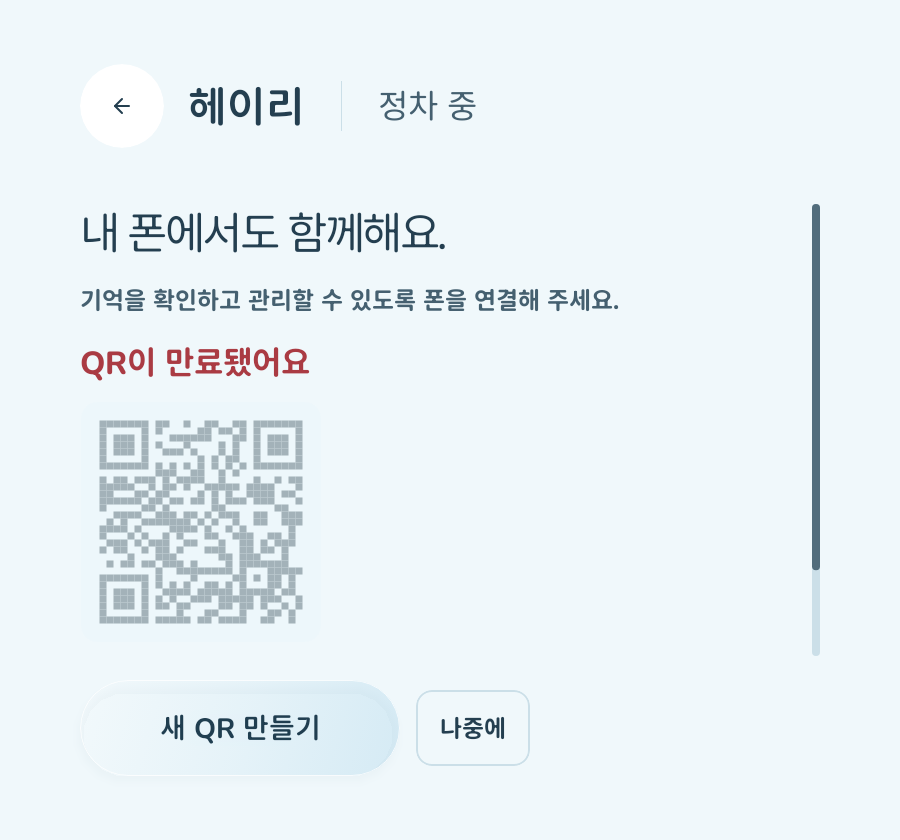 헤이리
정차 중
내 폰에서도 함께해요.
기억을 확인하고 관리할 수 있도록 폰을 연결해 주세요.
QR이 만료됐어요
새 QR 만들기
나중에